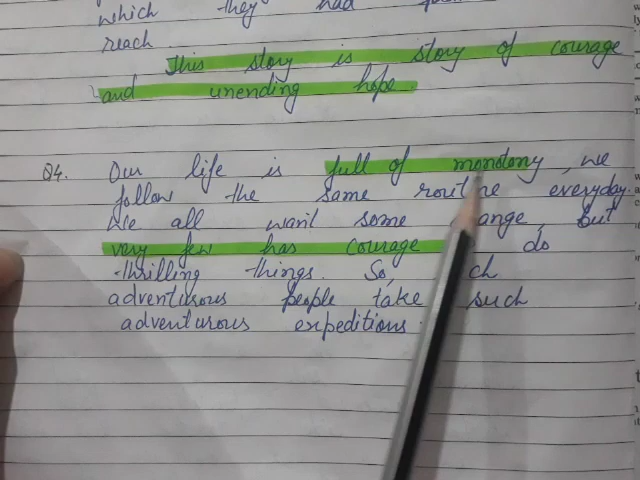 which they had
reach
This story is story of courage
and unending hope.
Q4. Our life is full of monotony, we
follow the same routine everyday.
We all want some ange, but
very few has courage do
thrilling things. So, ch
adventurous people take such
adventurous expeditions.